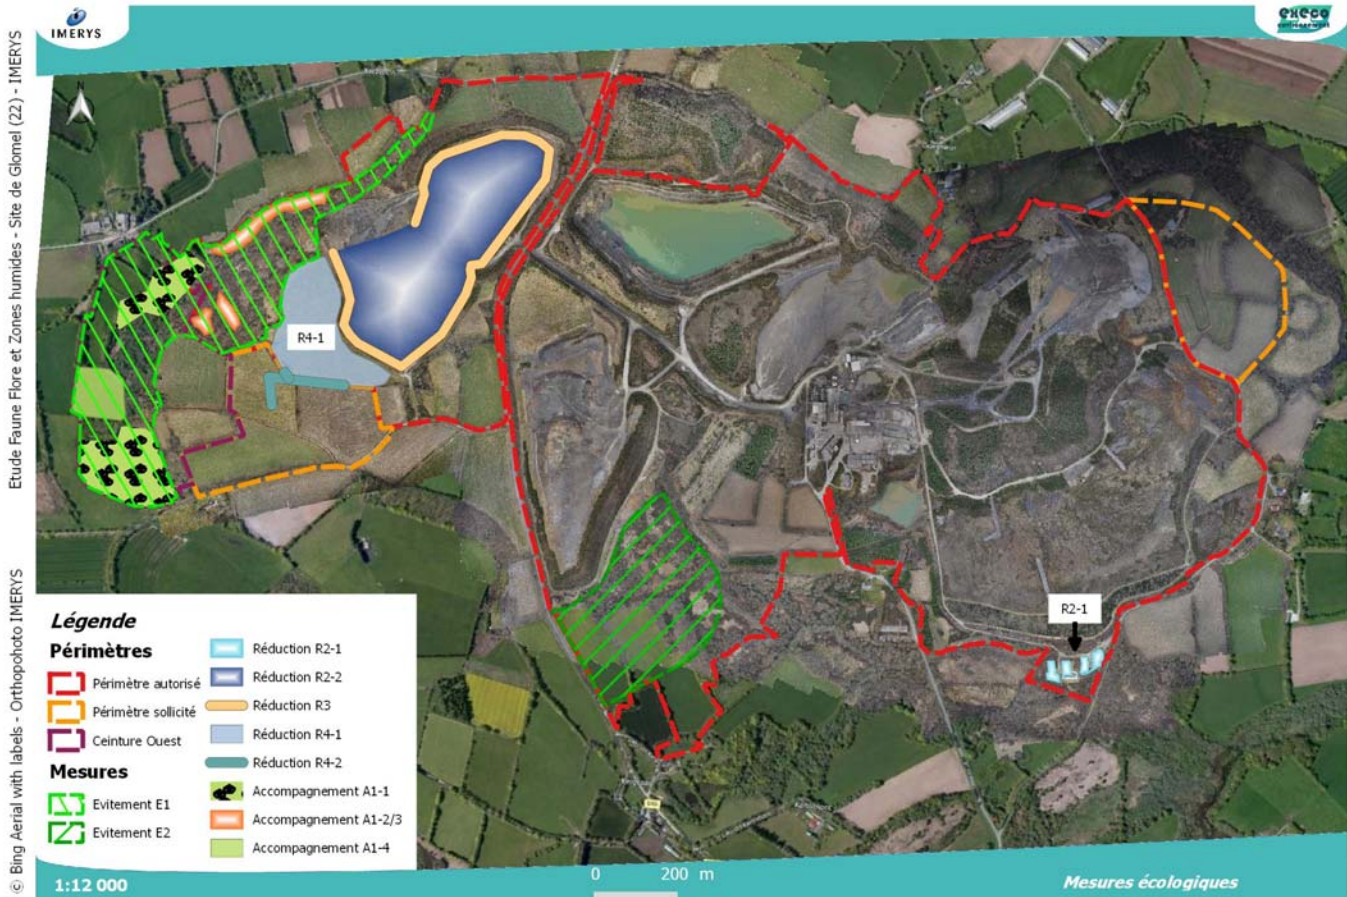 IMERYS
execo
environnement
Etude Faune Flore et Zones humides - Site de Glomel (22) - IMERYS
© Bing Aerial with labels - Orthopohoto IMERYS
N
R4-1
R2-1
Légende
Périmètres
Périmètre autorisé
Périmètre sollicité
Ceinture Ouest
Mesures
Evitement E1
Evitement E2
Réduction R2-1
Réduction R2-2
Réduction R3
Réduction R4-1
Réduction R4-2
Accompagnement A1-1
Accompagnement A1-2/3
Accompagnement A1-4
1:12 000
0 200 m
Mesures écologiques